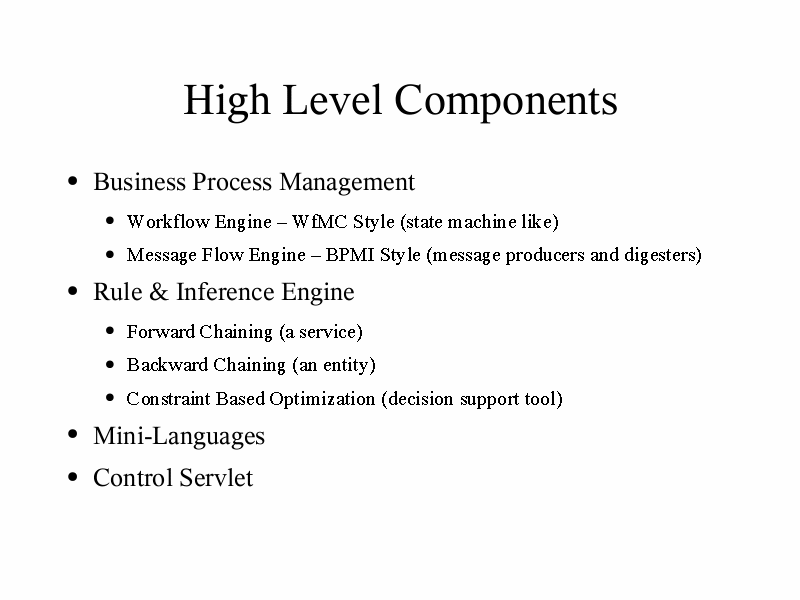 High Level Components
• Business Process Management
• Workflow Engine – WfMC Style (state machine like)
• Message Flow Engine – BPMI Style (message producers and digesters)
• Rule & Inference Engine
• Forward Chaining (a service)
• Backward Chaining (an entity)
• Constraint Based Optimization (decision support tool)
• Mini-Languages
• Control Servlet